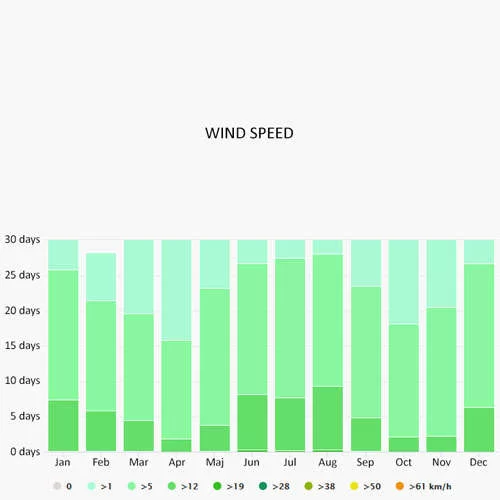 WIND SPEED
30 days
25 days
20 days
15 days
10 days
5 days
0 days
Jan Feb Mar Apr Maj Jun Jul Aug Sep Oct Nov Dec
0 >1 >5 >12 >19 >28 >38 >50 >61 km/h